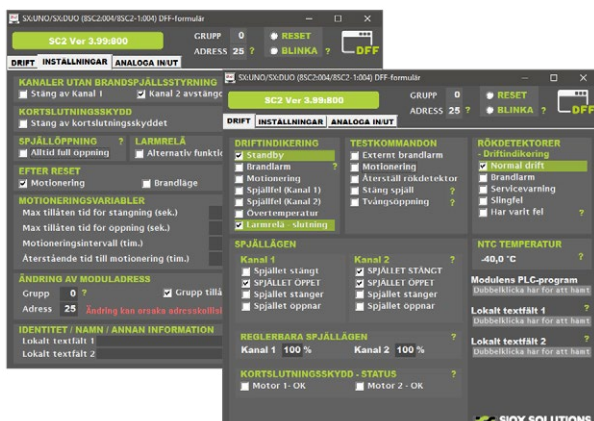 SX:UNO/SX:DUO (8SC2:004/8SC2-1:004) DFF-formulär
SC2 Ver 3.99:800
GRUPP 0
ADRESS 25 ?
RESET
BLINKA ?
DFF
DRIFT INSTÄLLNINGAR ANALOGA IN/UT
KANALER UTAN BRANDSPJÄLLSSTYRNING
Stäng av Kanal 1
Kanal 2 avstängd
KORTSLUTNINGSSKYDD
Stäng av kortslutningsskyddet
SPJÄLLÖPPNING ?
LARMRELÄ
Alltid full öppning
Alternativ funktio
EFTER RESET
Motionering
Brandläge
MOTIONERINGSVARIABLER
Max tillåten tid för stängning (sek.)
Max tillåten tid för öppning (sek.)
Motioneringsintervall (tim.)
Återstående tid till motionering (tim.)
ÄNDRING AV MODULADRESS
Grupp 0 ?
Grupp tillå
Adress 25 Ändring kan orsaka adresskollisi
IDENTITET / NAMN / ANNAN INFORMATION
Lokalt textfält 1
Lokalt textfält 2
SX:UNO/SX:DUO (8SC2:004/8SC2-1:004) DFF-formulär
SC2 Ver 3.99:800
GRUPP 0
ADRESS 25 ?
RESET
BLINKA ?
DFF
DRIFT INSTÄLLNINGAR ANALOGA IN/UT
DRIFTINDIKERING
Standby
Brandlarm ?
Motionering
Spjällfel (Kanal 1)
Spjällfel (Kanal 2)
Övertemperatur
Larmrelä - slutning
TESTKOMMANDON
Externt brandlarm
Motionering
Återställ rökdetektor
Stäng spjäll ?
Tvångsöppning ?
RÖKDETEKTORER
- Driftindikering
Normal drift
Brandlarm
Servicevarning
Slingfel
Har varit fel ?
SPJÄLLÄGEN
Kanal 1
Spjället stängt
SPJÄLLET ÖPPET
Spjället stänger
Spjället öppnar
Kanal 2 ?
SPJÄLLET STÄNGT
SPJÄLLET ÖPPET
Spjället stänger
Spjället öppnar
NTC TEMPERATUR
-40,0 °C ?
Modulens PLC-program
Dubbelklicka här för att hämt
Lokalt textfält 1 ?
Dubbelklicka här för att hämt
Lokalt textfält 2 ?
Dubbelklicka här för att hämt
REGLERBARA SPJÄLLÄGEN ?
Kanal 1 100 %
Kanal 2 100 %
KORTSLUTNINGSSKYDD - STATUS ?
Motor 1- OK
Motor 2 - OK
SIOX SOLUTIONS